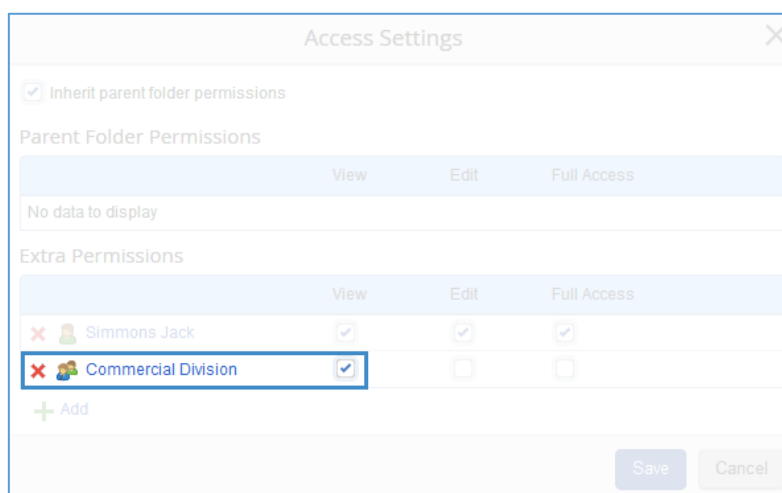 Access Settings
Inherit parent folder permissions
Parent Folder Permissions
View Edit Full Access
No data to display
Extra Permissions
View Edit Full Access
Simmons Jack
Commercial Division
Add
Save Cancel